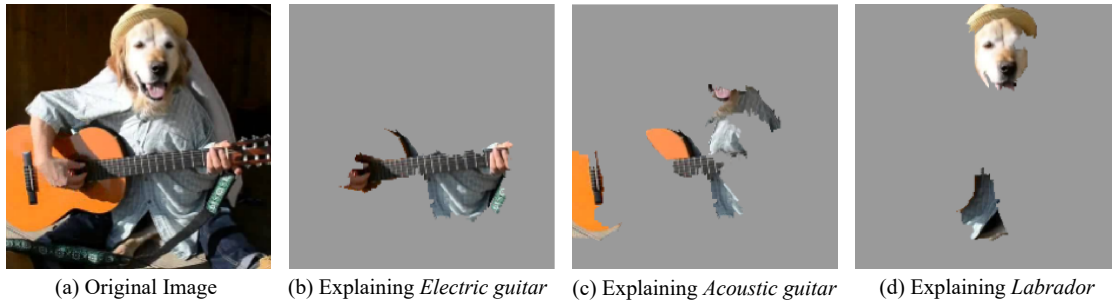 (a) Original Image
(b) Explaining Electric guitar
(c) Explaining Acoustic guitar
(d) Explaining Labrador